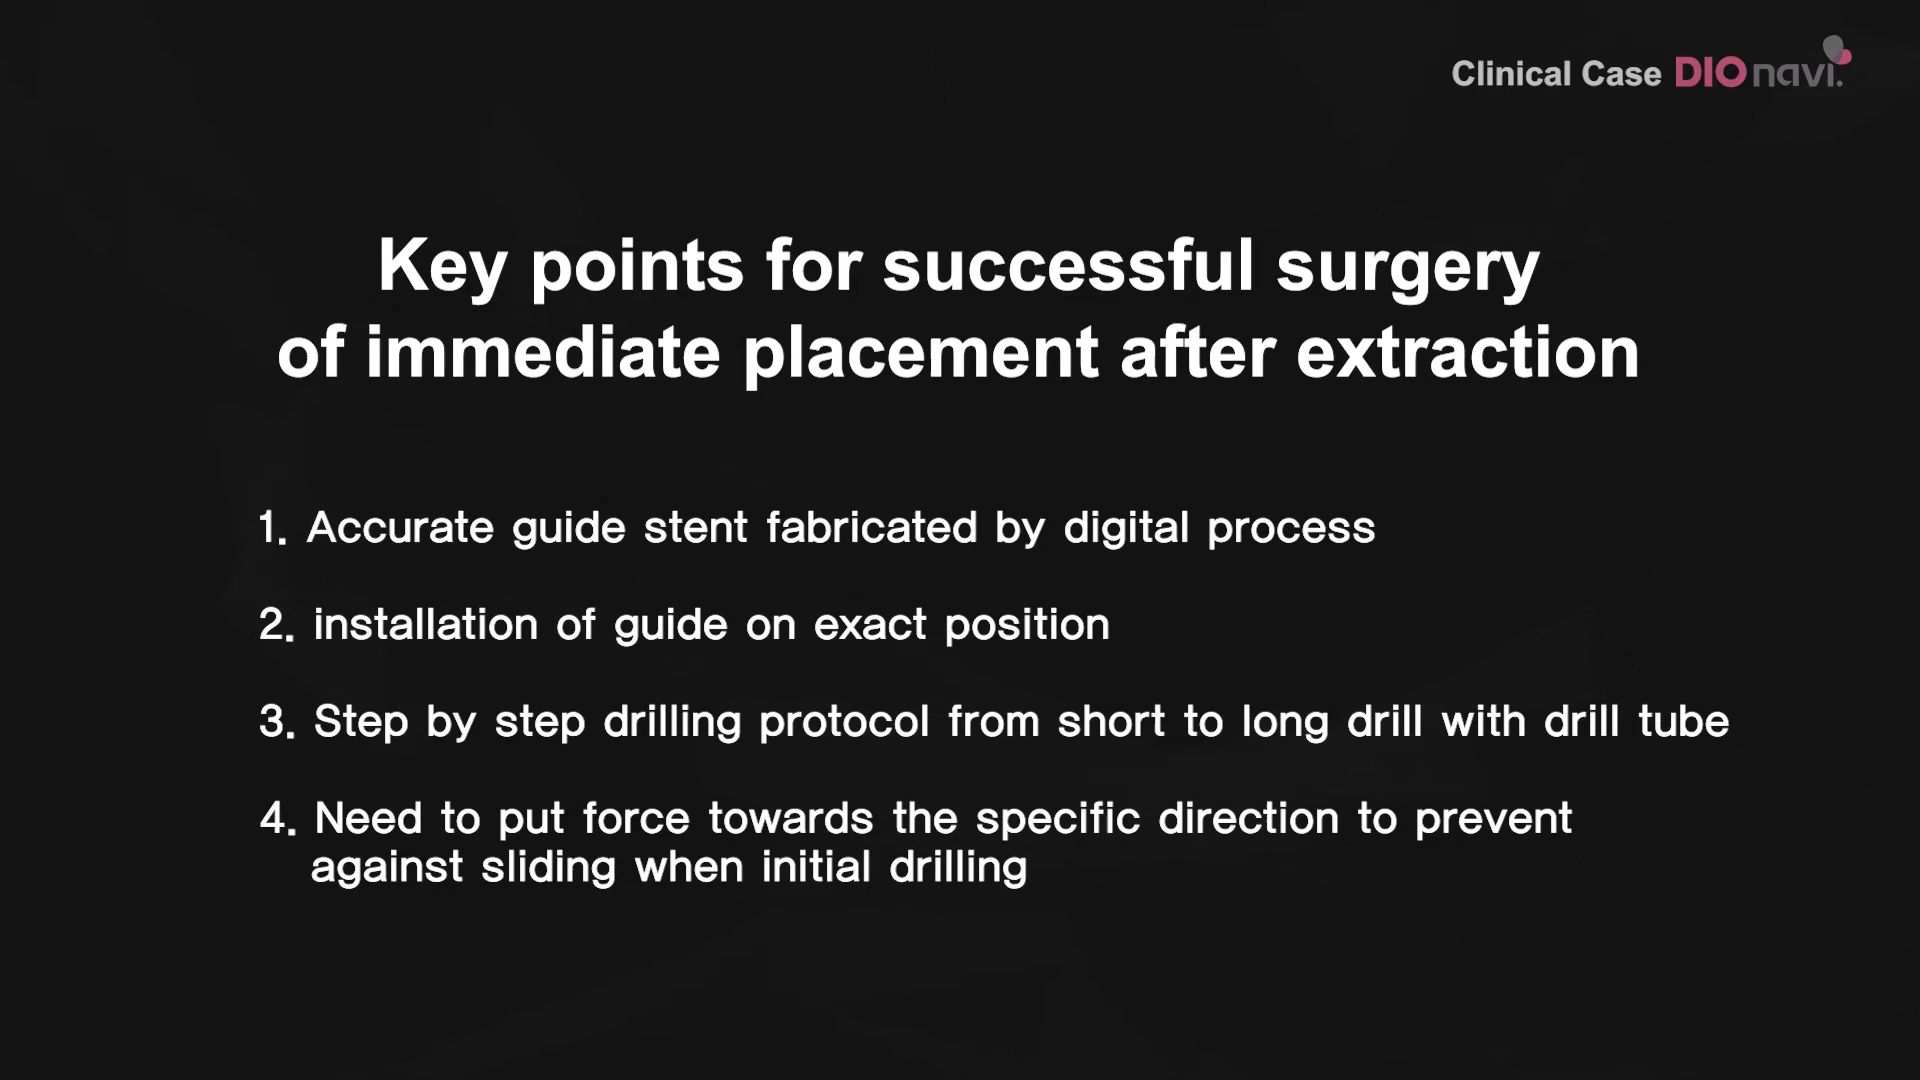 Clinical Case DIO navi.
Key points for successful surgery
of immediate placement after extraction
1. Accurate guide stent fabricated by digital process
2. installation of guide on exact position
3. Step by step drilling protocol from short to long drill with drill tube
4. Need to put force towards the specific direction to prevent
against sliding when initial drilling